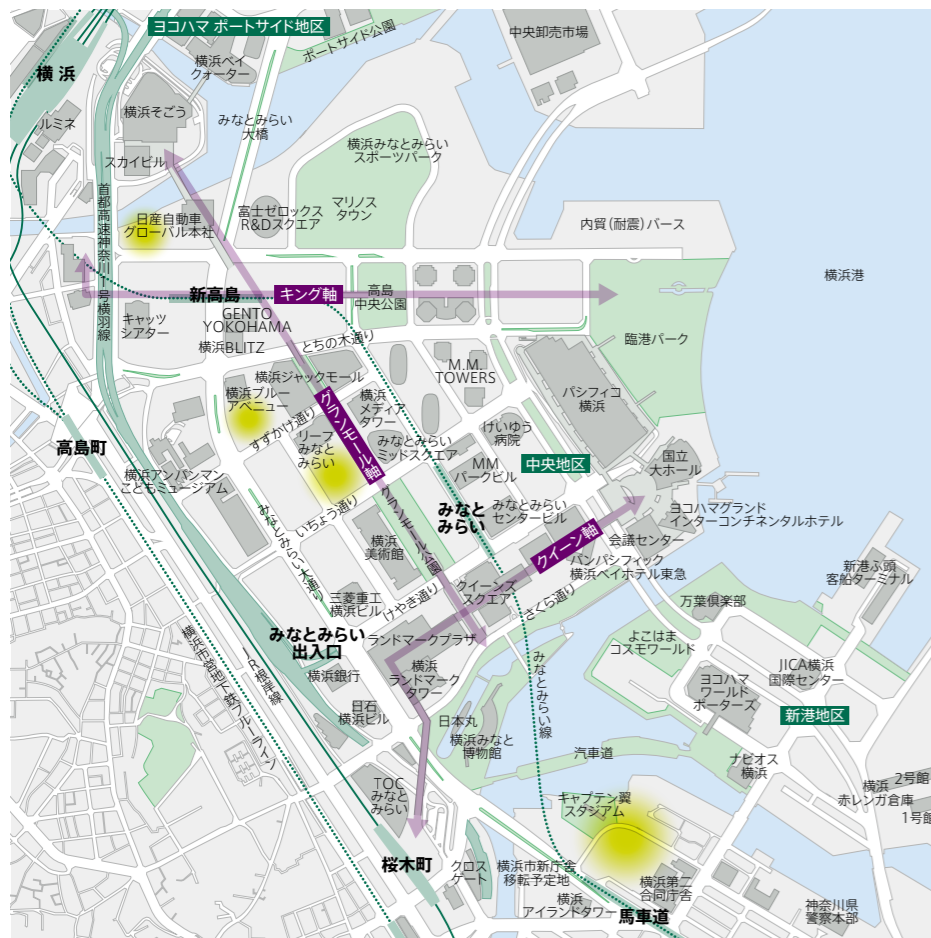 ヨコハマ ポートサイド地区
ポートサイド公園
中央卸売市場
横浜
横浜ベイ
クォーター
横浜そごう
ルミネ
みなとみらい
大橋
横浜みなとみらい
スポーツパーク
スカイビル
首都高速神奈川1号横羽線
日産自動車
グローバル本社
富士ゼロックス
R&Dスクエア
マリノス
タウン
内貿(耐震)バース
横浜港
新高島
キング軸
高島
中央公園
キャッツ
シアター
GENTO
YOKOHAMA
横浜BLITZ
とちの木通り
臨港パーク
M.M.
TOWERS
横浜ジャックモール
横浜ブルー
アベニュー
グランモール軸
横浜
メディア
タワー
パシフィコ
横浜
すずかけ通り
リーフ
みなと
みらい
みなとみらい
ミッドスクエア
けいゆう
病院
高島町
横浜アンパンマン
こどもミュージアム
MM
パークビル
中央地区
国立
大ホール
みなとみらい大通り
いちょう通り
みなと
みらい
みなとみらい
センタービル
ヨコハマグランド
インターコンチネンタルホテル
グランモール公園
横浜
美術館
クイーン軸
会議センター
パンパシフィック
横浜ベイホテル東急
新港ふ頭
客船ターミナル
三菱重工
横浜ビル
けやき通り
クイーンズ
スクエア
さくら通り
万葉倶楽部
みなとみらい
出入口
ランドマークプラザ
よこはま
コスモワールド
横浜銀行
横浜
ランドマーク
タワー
みなとみらい線
JICA横浜
国際センター
ヨコハマ
ワールド
ポーターズ
横浜市営地下鉄ブルーライン
JR根岸線
日石
横浜ビル
日本丸
横浜みなと
博物館
新港地区
汽車道
ナビオス
横浜
TOC
みなと
みらい
キャプテン翼
スタジアム
横浜
赤レンガ倉庫
2号館
1号館
桜木町
クロス
ゲート
横浜市新庁舎
移転予定地
横浜第二
合同庁舎
横浜
アイランドタワー
馬車道
神奈川県
警察本部